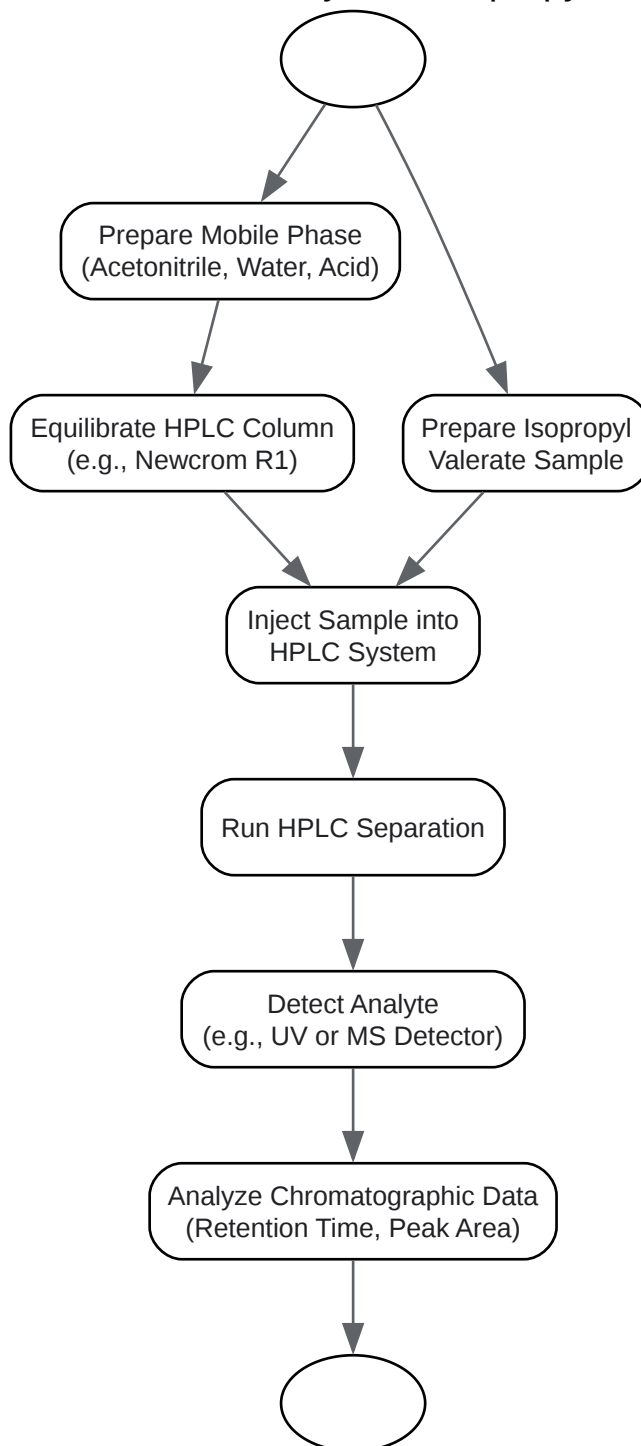 Prepare Mobile Phase
(Acetonitrile, Water, Acid)
Equilibrate HPLC Column
(e.g., Newcrom R1)
Prepare Isopropyl
Valerate Sample
Inject Sample into
HPLC System
Run HPLC Separation
Detect Analyte
(e.g., UV or MS Detector)
Analyze Chromatographic Data
(Retention Time, Peak Area)